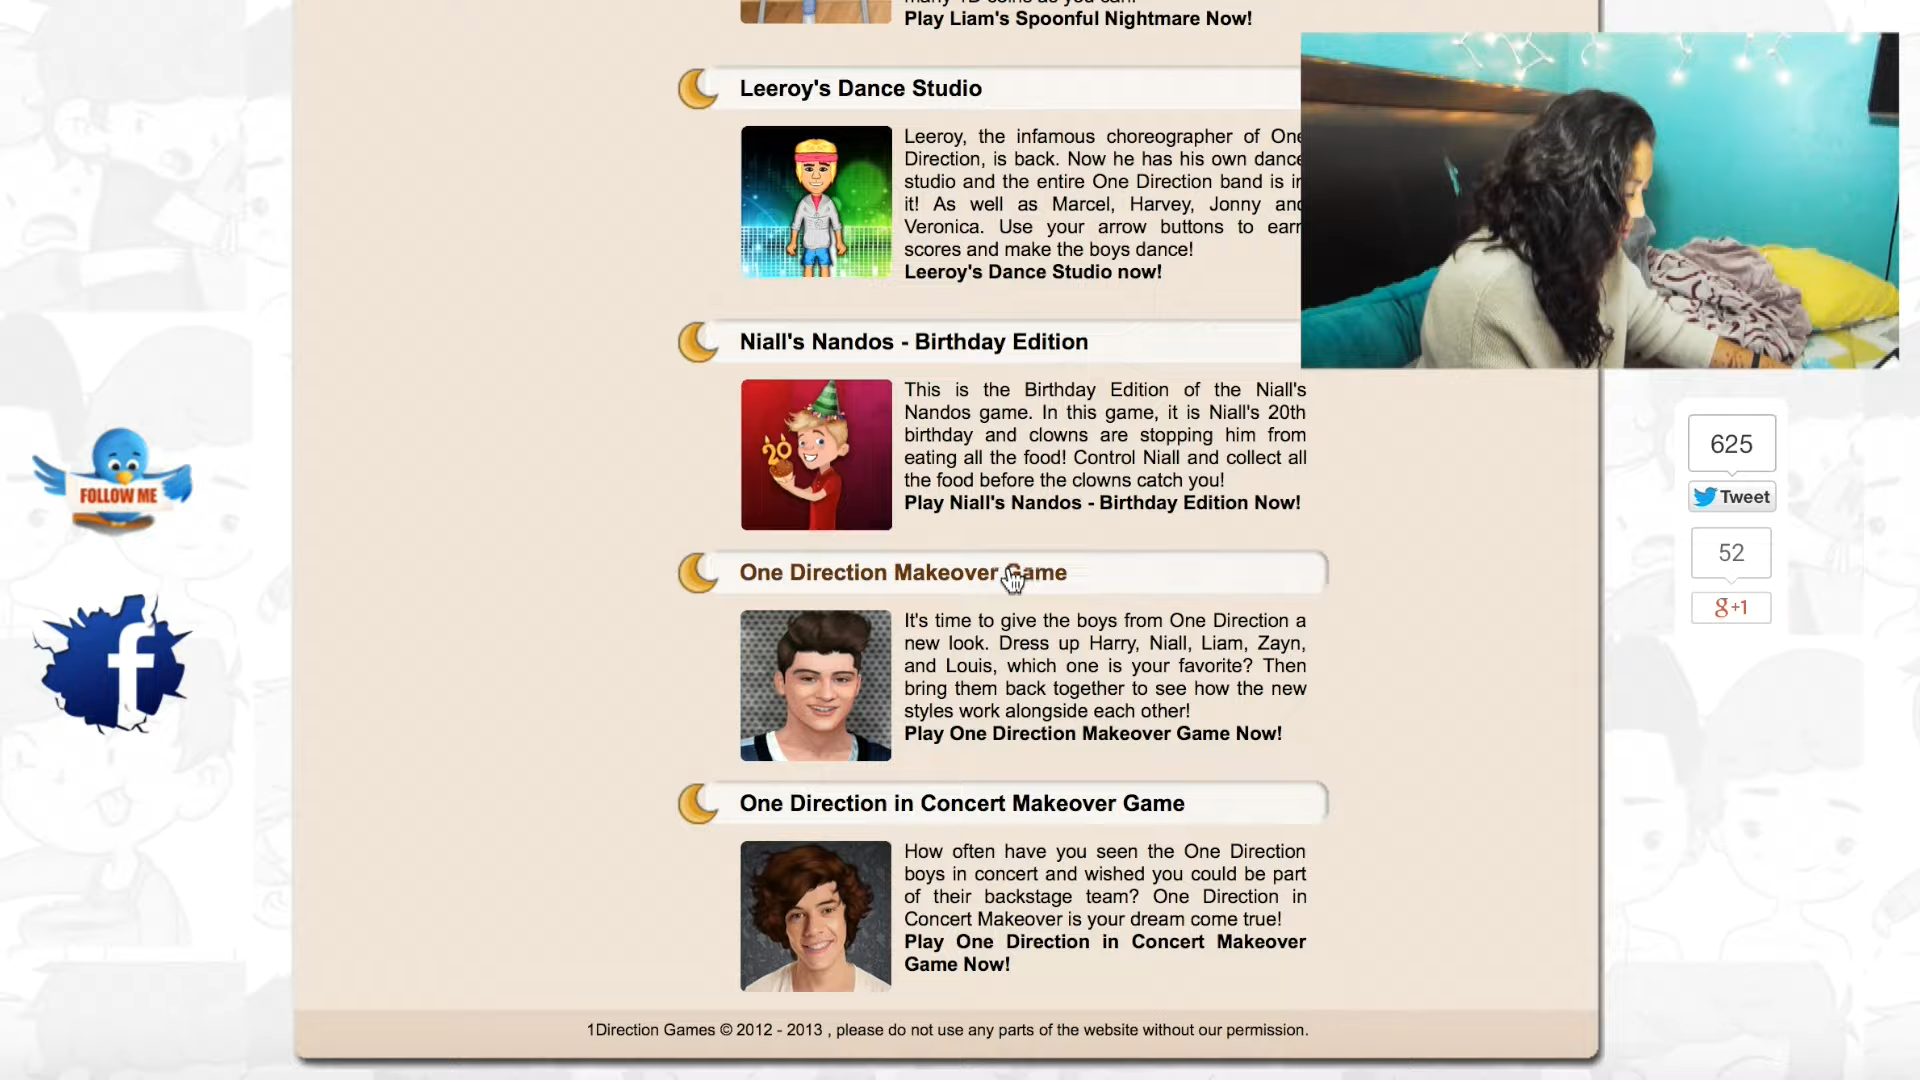 many 1D coins as you can!
Play Liam's Spoonful Nightmare Now!
Leeroy's Dance Studio
Leeroy, the infamous choreographer of One
Direction, is back. Now he has his own dance
studio and the entire One Direction band is in
it! As well as Marcel, Harvey, Jonny and
Veronica. Use your arrow buttons to earn
scores and make the boys dance!
Leeroy's Dance Studio now!
Niall's Nandos - Birthday Edition
This is the Birthday Edition of the Niall's
Nandos game. In this game, it is Niall's 20th
birthday and clowns are stopping him from
eating all the food! Control Niall and collect all
the food before the clowns catch you!
Play Niall's Nandos - Birthday Edition Now!
20
One Direction Makeover Game
It's time to give the boys from One Direction a
new look. Dress up Harry, Niall, Liam, Zayn,
and Louis, which one is your favorite? Then
bring them back together to see how the new
styles work alongside each other!
Play One Direction Makeover Game Now!
One Direction in Concert Makeover Game
How often have you seen the One Direction
boys in concert and wished you could be part
of their backstage team? One Direction in
Concert Makeover is your dream come true!
Play One Direction in Concert Makeover
Game Now!
1Direction Games © 2012 - 2013 , please do not use any parts of the website without our permission.
FOLLOW ME
f
625
Tweet
52
g+1